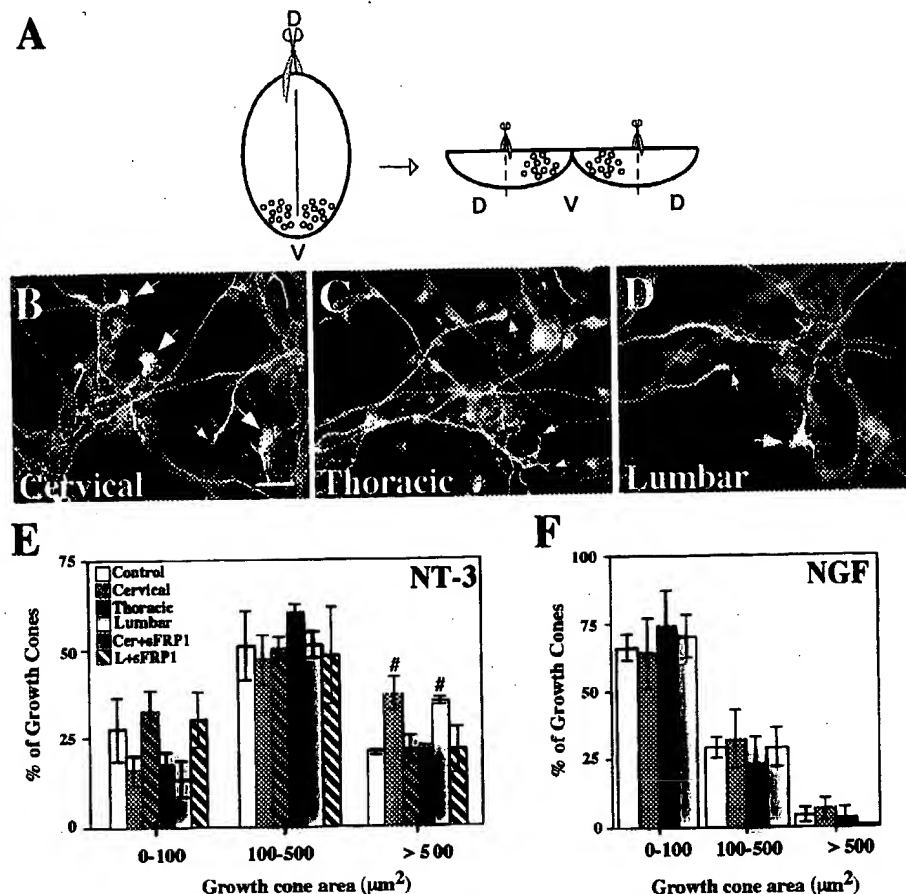 A
D
V
D V D
B
C
D
Cervical
Thoracic
Lumbar
E
F
75
50
25
0
% of Growth Cones
Control
Cervical
Thoracic
Lumbar
Cer+sFRP1
L+sFRP1
NT-3
# #
0-100 100-500 > 500
Growth cone area (µm²)
100
75
50
25
0
% of Growth Cones
NGF
0-100 100-500 > 500
Growth cone area (µm²)